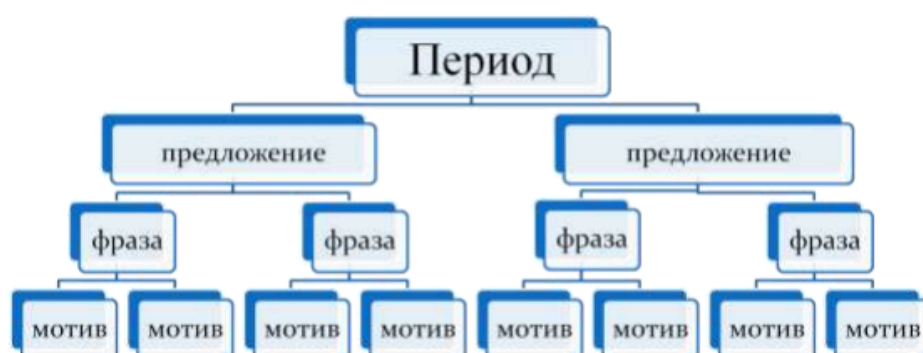 Период
предложение предложение
фраза фраза фраза фраза
мотив мотив мотив мотив мотив мотив мотив мотив